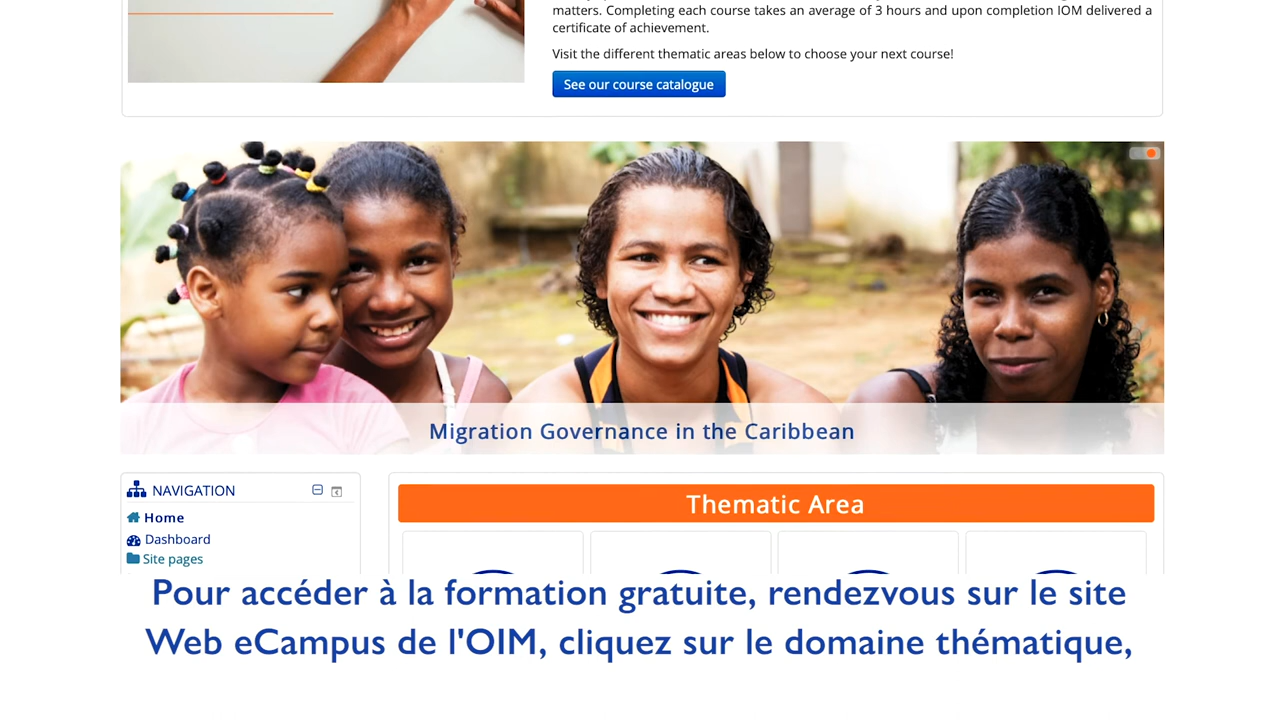 matters. Completing each course takes an average of 3 hours and upon completion IOM delivered a
certificate of achievement.
Visit the different thematic areas below to choose your next course!
See our course catalogue
Migration Governance in the Caribbean
NAVIGATION
Home
Dashboard
Site pages
Thematic Area
Pour accéder à la formation gratuite, rendezvous sur le site
Web eCampus de l'OIM, cliquez sur le domaine thématique,